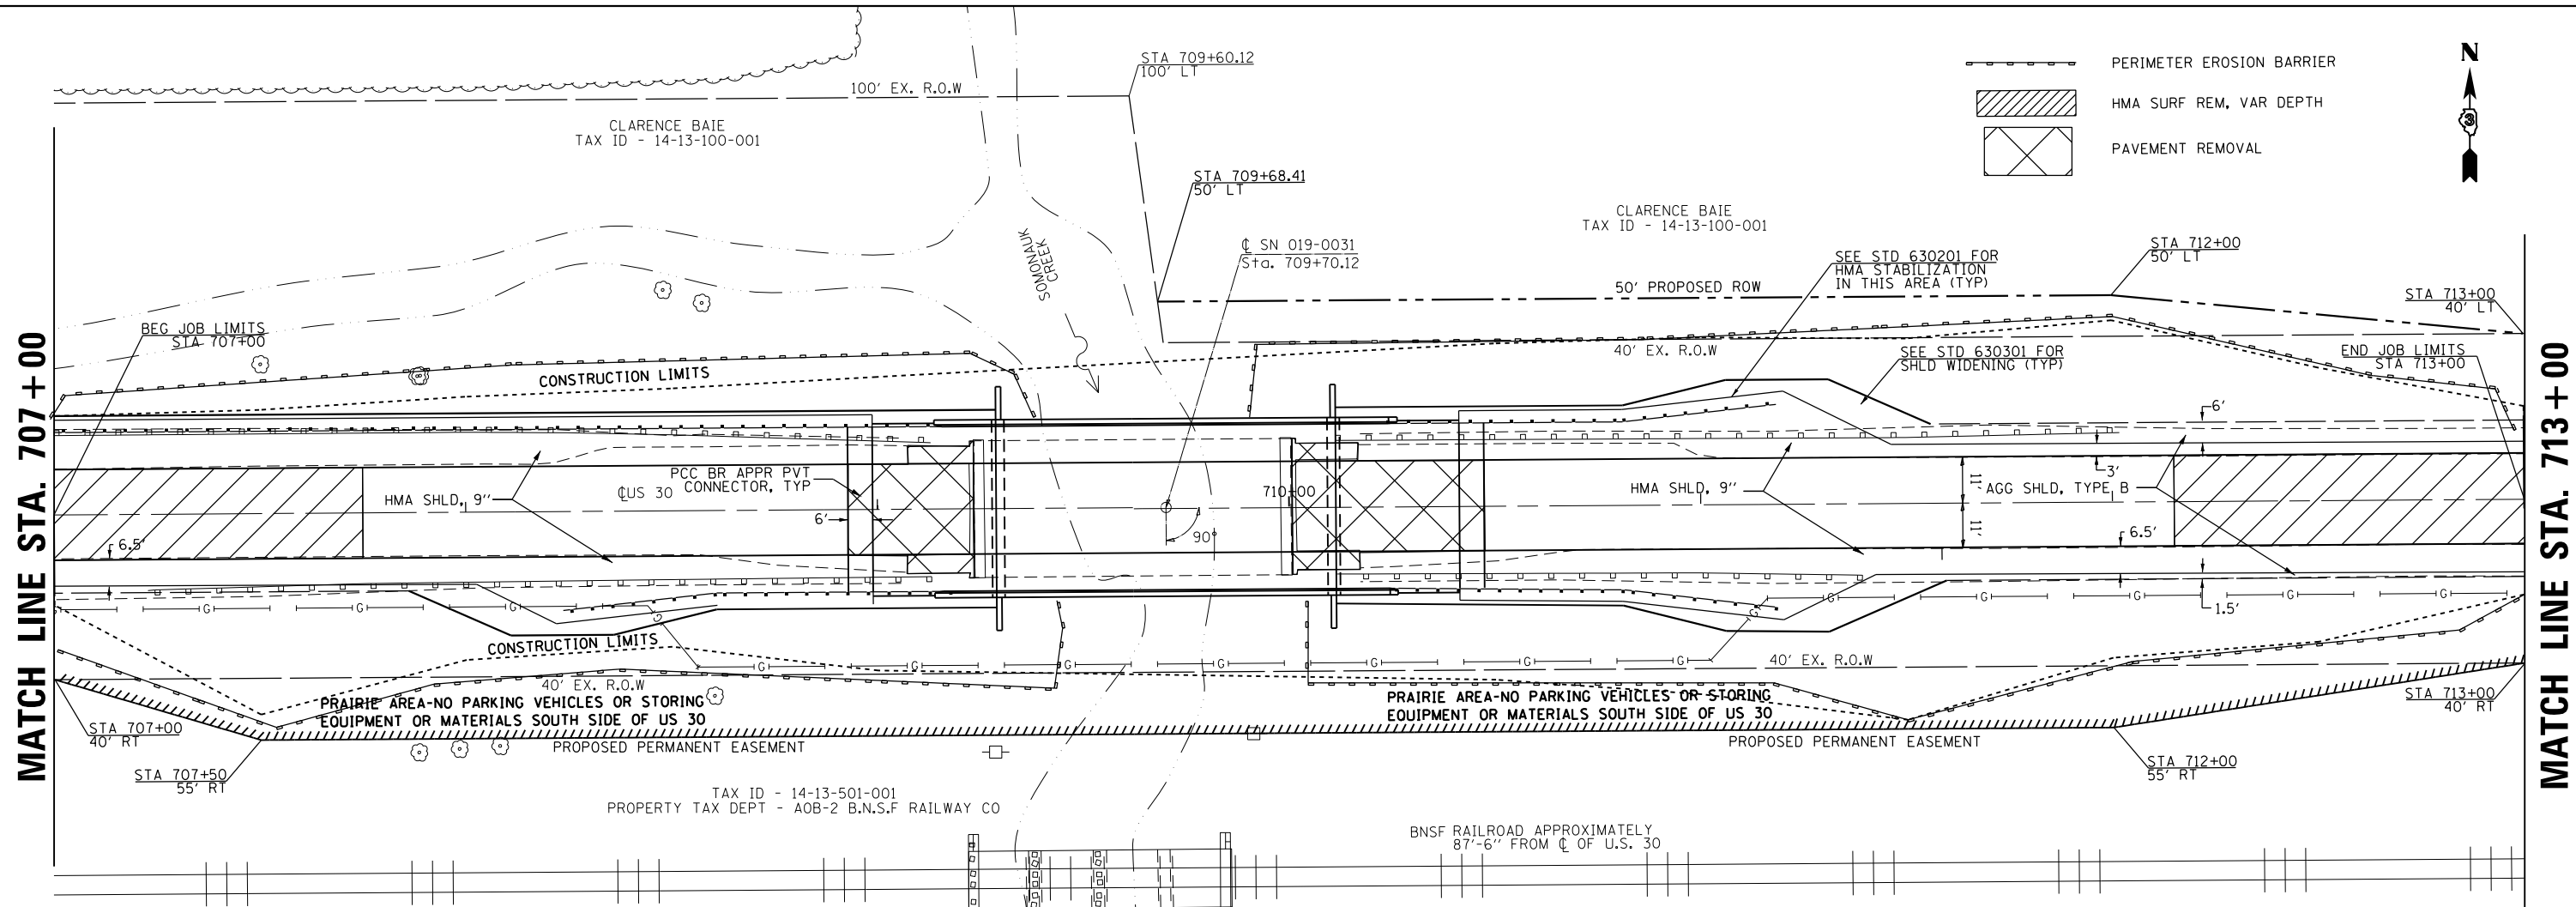 STA 709+60.12
100' LT
100' EX. R.O.W
CLARENCE BAIE
TAX ID - 14-13-100-001
PERIMETER EROSION BARRIER
HMA SURF REM, VAR DEPTH
PAVEMENT REMOVAL
N
3
STA 709+68.41
50' LT
CLARENCE BAIE
TAX ID - 14-13-100-001
SOMONAUK
CREEK
℄ SN 019-0031
Sta. 709+70.12
SEE STD 630201 FOR
HMA STABILIZATION
IN THIS AREA (TYP)
STA 712+00
50' LT
50' PROPOSED ROW
STA 713+00
40' LT
BEG JOB LIMITS
STA 707+00
40' EX. R.O.W
SEE STD 630301 FOR
SHLD WIDENING (TYP)
END JOB LIMITS
STA 713+00
CONSTRUCTION LIMITS
MATCH LINE STA. 707+00
MATCH LINE STA. 713+00
6'
3'
PCC BR APPR PVT
CONNECTOR, TYP
℄US 30
HMA SHLD, 9"
6'
710+00
90°
HMA SHLD, 9"
11'
11'
AGG SHLD, TYPE B
6.5'
6.5'
1.5'
G G G G G G G G
G G G G G G G G G
CONSTRUCTION LIMITS
40' EX. R.O.W
40' EX. R.O.W
PRAIRIE AREA-NO PARKING VEHICLES OR STORING
EQUIPMENT OR MATERIALS SOUTH SIDE OF US 30
PRAIRIE AREA-NO PARKING VEHICLES OR STORING
EQUIPMENT OR MATERIALS SOUTH SIDE OF US 30
STA 707+00
40' RT
STA 713+00
40' RT
PROPOSED PERMANENT EASEMENT
PROPOSED PERMANENT EASEMENT
STA 707+50
55' RT
STA 712+00
55' RT
TAX ID - 14-13-501-001
PROPERTY TAX DEPT - AOB-2 B.N.S.F RAILWAY CO
BNSF RAILROAD APPROXIMATELY
87'-6" FROM ℄ OF U.S. 30